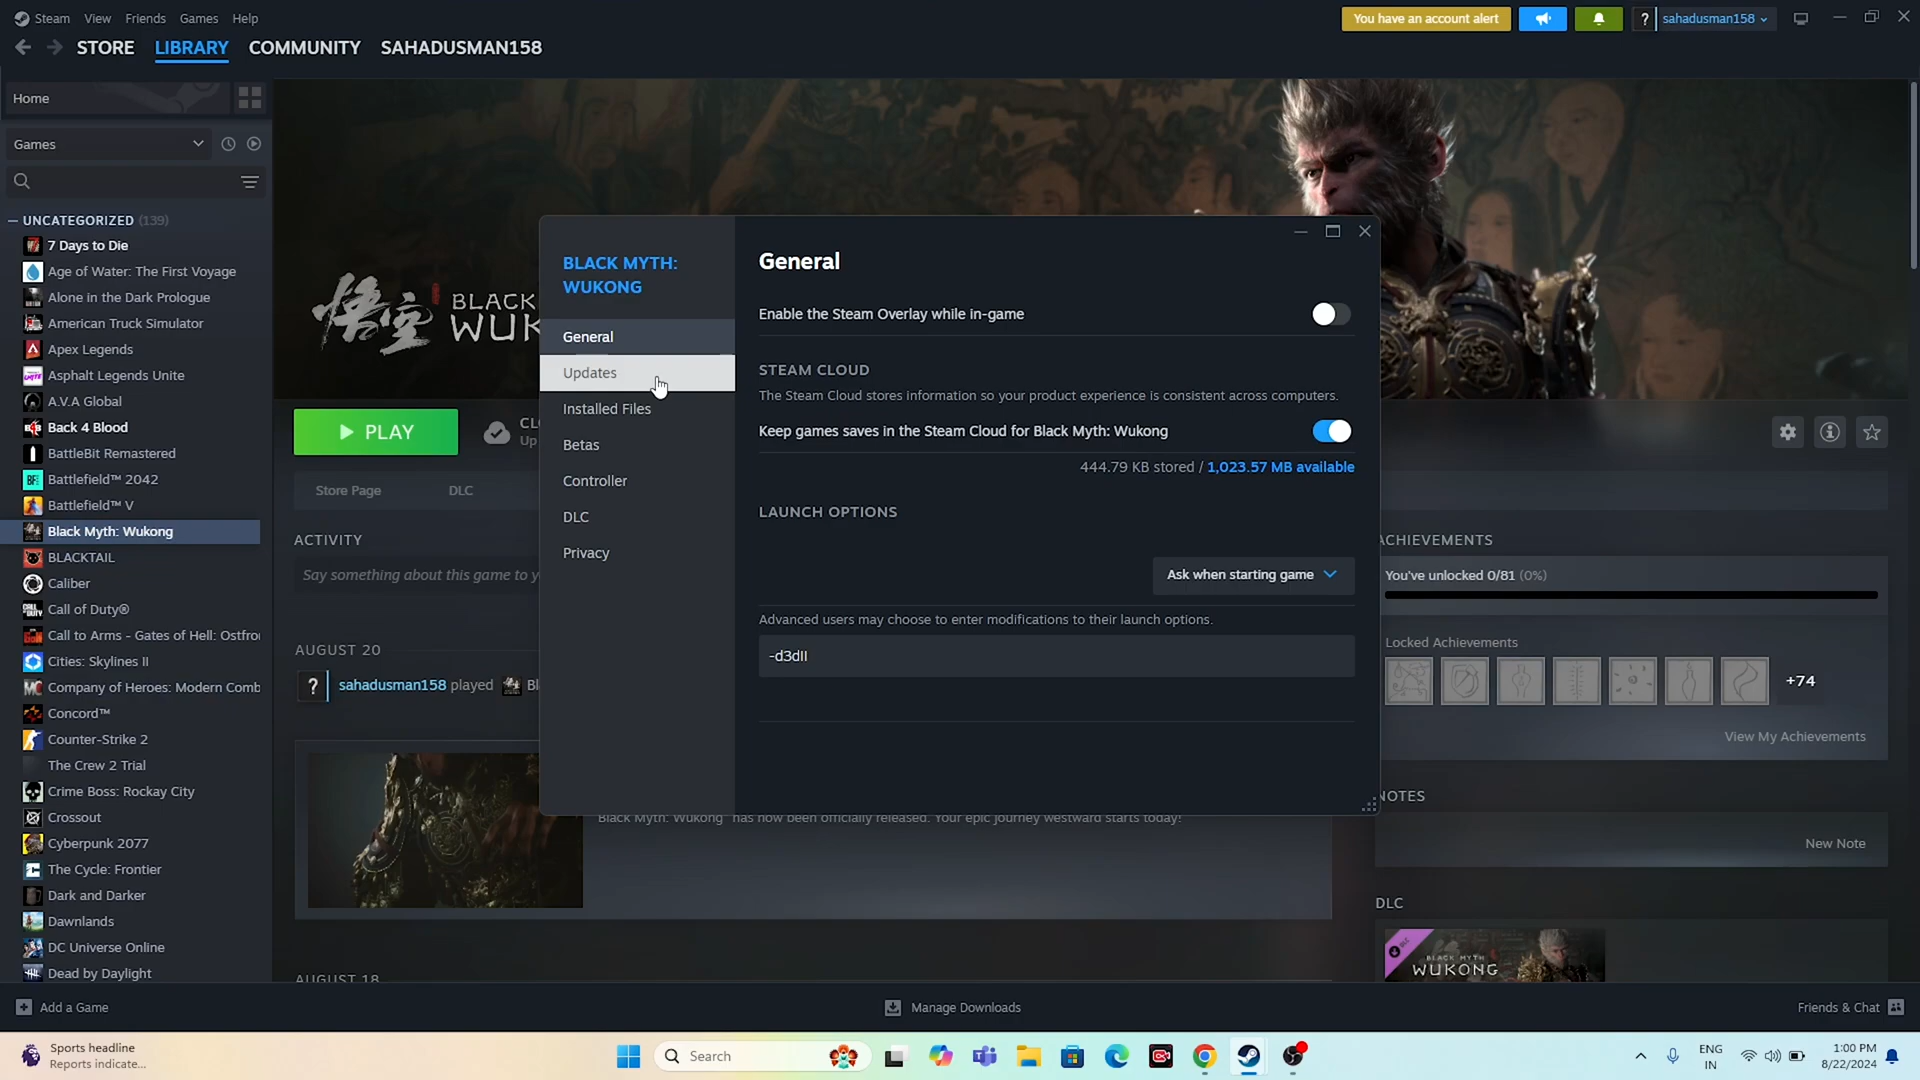 Steam View Friends Games Help
You have an account alert
? sahadusman158
STORE LIBRARY COMMUNITY SAHADUSMAN158
Home
Games
UNCATEGORIZED (139)
7 Days to Die
Age of Water: The First Voyage
Alone in the Dark Prologue
American Truck Simulator
Apex Legends
Asphalt Legends Unite
A.V.A Global
Back 4 Blood
BattleBit Remastered
Battlefield™ 2042
Battlefield™ V
Black Myth: Wukong
BLACKTAIL
Caliber
Call of Duty®
Call to Arms - Gates of Hell: Ostfro
Cities: Skylines II
Company of Heroes: Modern Comb
Concord™
Counter-Strike 2
The Crew 2 Trial
Crime Boss: Rockay City
Crossout
Cyberpunk 2077
The Cycle: Frontier
Dark and Darker
Dawnlands
DC Universe Online
Dead by Daylight
悟空
BLACK
WUK
PLAY
CL
Up
Store Page DLC
ACTIVITY
Say something about this game to y
AUGUST 20
? sahadusman158 played Bl
Black Myth: Wukong has now been officially released. Your epic journey westward starts today!
AUGUST 18
BLACK MYTH:
WUKONG
General
Updates
Installed Files
Betas
Controller
DLC
Privacy
General
Enable the Steam Overlay while in-game
STEAM CLOUD
The Steam Cloud stores information so your product experience is consistent across computers.
Keep games saves in the Steam Cloud for Black Myth: Wukong
444.79 KB stored / 1,023.57 MB available
LAUNCH OPTIONS
Ask when starting game
Advanced users may choose to enter modifications to their launch options.
-d3dll
ACHIEVEMENTS
You've unlocked 0/81 (0%)
Locked Achievements
+74
View My Achievements
NOTES
New Note
DLC
DLC
BLACK MYTH
WUKONG
Add a Game
Manage Downloads
Friends & Chat
Sports headline
Reports indicate...
Search
ENG
IN
1:00 PM
8/22/2024